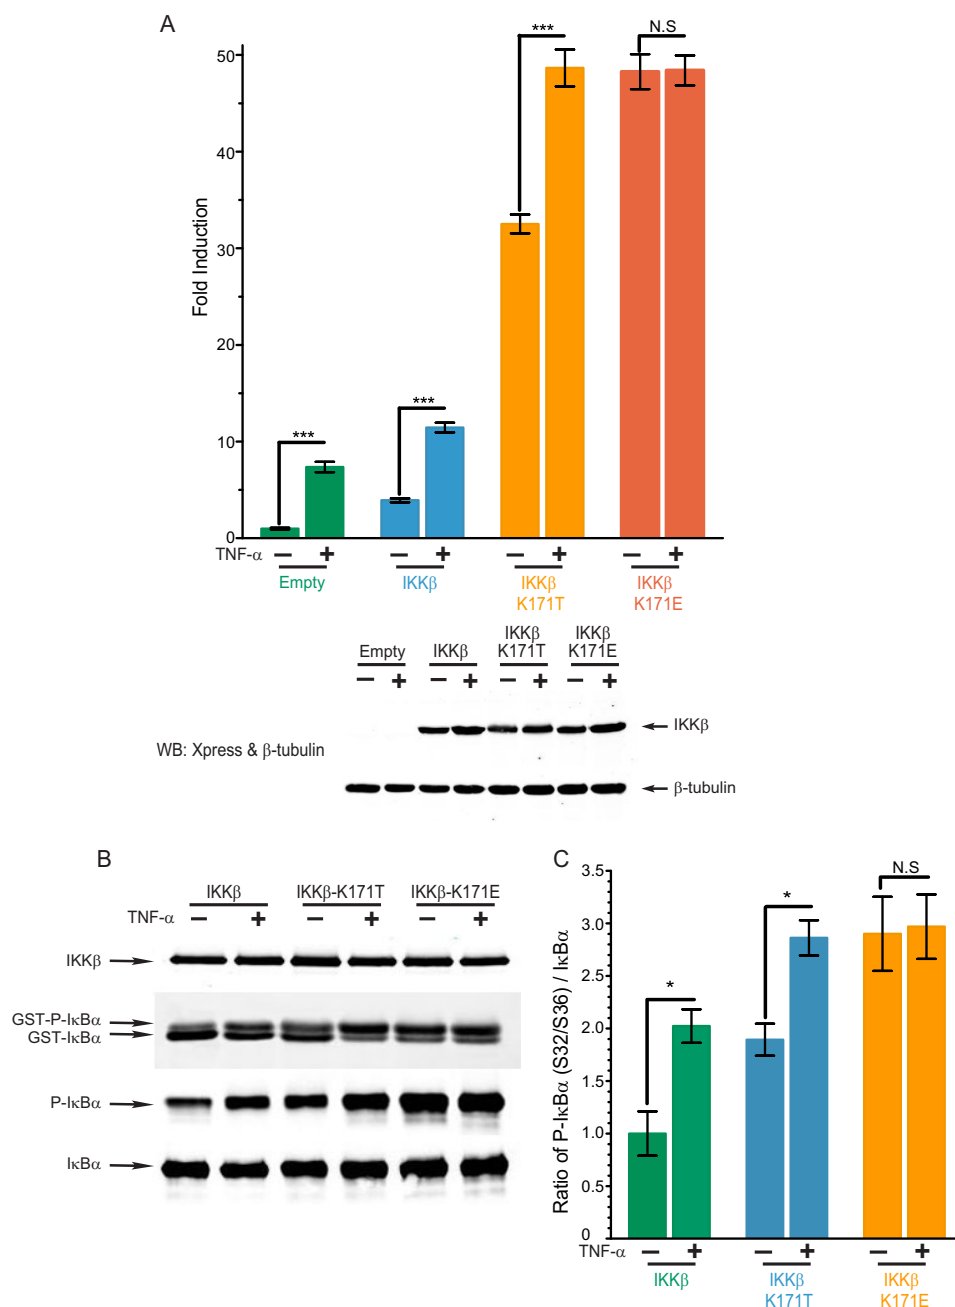 A
***
N.S
***
***
50
40
30
20
10
0
Fold Induction
TNF-α − + − + − + − +
Empty IKKβ IKKβ IKKβ
K171T K171E
IKKβ IKKβ
Empty IKKβ K171T K171E
− + − + − + − +
IKKβ
WB: Xpress & β-tubulin
β-tubulin
B
IKKβ IKKβ-K171T IKKβ-K171E
TNF-α − + − + − +
IKKβ
GST-P-IκBα
GST-IκBα
P-IκBα
IκBα
C
3.5
3.0
2.5
2.0
1.5
1.0
0.5
0
Ratio of P-IκBα (S32/S36) / IκBα
N.S
*
*
TNF-α − + − + − +
IKKβ IKKβ IKKβ
K171T K171E